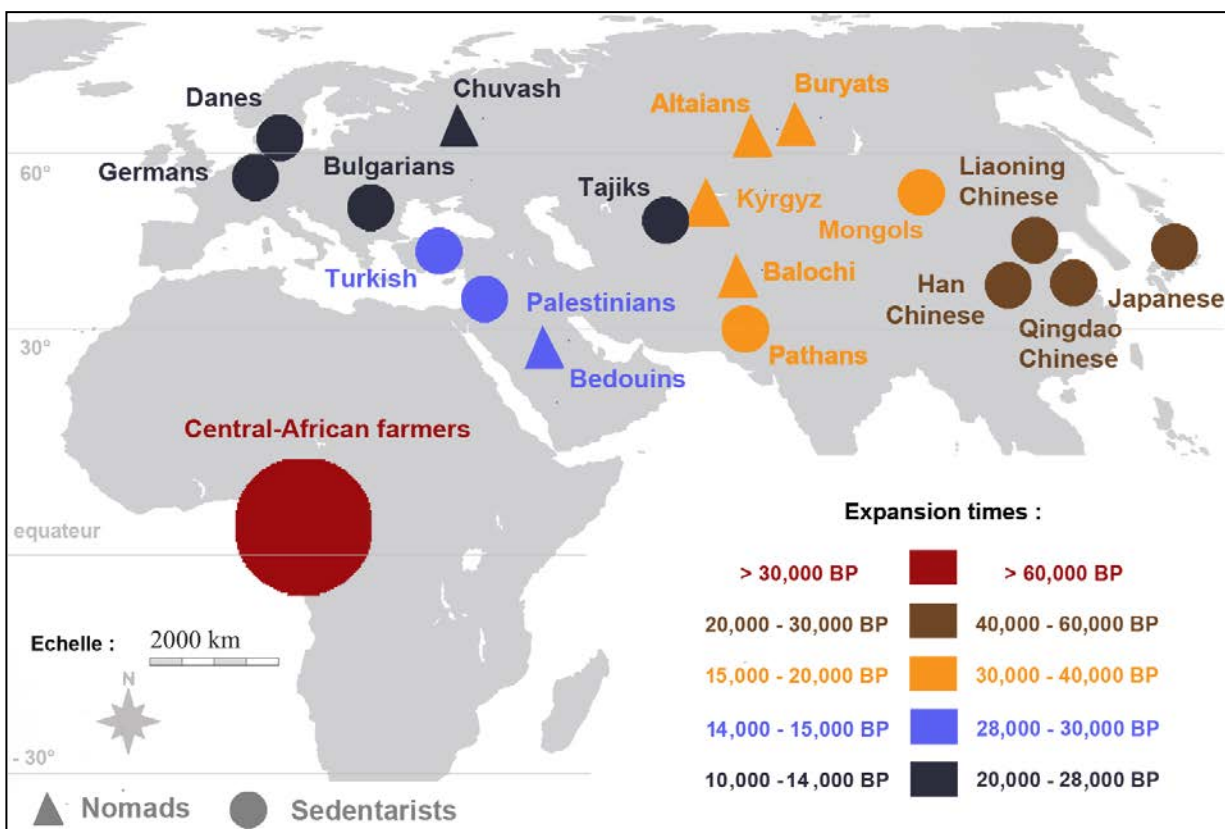 Danes
Chuvash
Buryats
Altaians
60°
Germans
Bulgarians
Tajiks
Kyrgyz
Liaoning
Chinese
Mongols
Turkish
Palestinians
Balochi
Han
Chinese
Japanese
Qingdao
Chinese
30°
Bedouins
Pathans
Central-African farmers
equateur
Expansion times :
> 30,000 BP > 60,000 BP
20,000 - 30,000 BP 40,000 - 60,000 BP
15,000 - 20,000 BP 30,000 - 40,000 BP
14,000 - 15,000 BP 28,000 - 30,000 BP
10,000 -14,000 BP 20,000 - 28,000 BP
Echelle : 2000 km
N
- 30°
Nomads Sedentarists